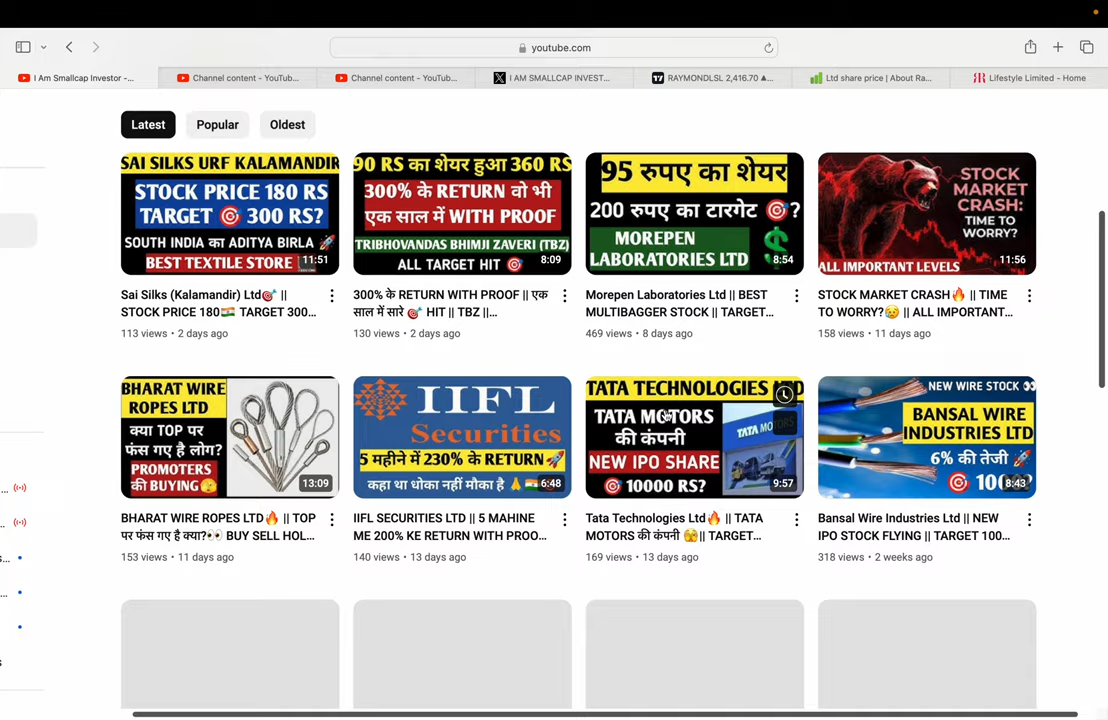 youtube.com
I Am Smallcap Investor -...
Channel content - YouTub...
Channel content - YouTub...
I AM SMALLCAP INVEST...
RAYMONDLSL 2,416.70 ▲...
Ltd share price | About Ra...
Lifestyle Limited - Home
Latest
Popular
Oldest
SAI SILKS URF KALAMANDIR
STOCK PRICE 180 RS
TARGET 🎯 300 RS?
SOUTH INDIA का ADITYA BIRLA 🚀
BEST TEXTILE STORE
11:51
90 RS का शेयर हुआ 360 RS
300% के RETURN वो भी
एक साल में WITH PROOF
TRIBHOVANDAS BHIMJI ZAVERI (TBZ)
ALL TARGET HIT 🎯
8:09
95 रुपए का शेयर
200 रुपए का टारगेट 🎯?
MOREPEN
LABORATORIES LTD
8:54
STOCK
MARKET
CRASH:
TIME TO
WORRY?
ALL IMPORTANT LEVELS
11:56
Sai Silks (Kalamandir) Ltd🎯 ||
STOCK PRICE 180🇮🇳 TARGET 300...
113 views • 2 days ago
300% के RETURN WITH PROOF || एक
साल में सारे 🎯 HIT || TBZ ||...
130 views • 2 days ago
Morepen Laboratories Ltd || BEST
MULTIBAGGER STOCK || TARGET...
469 views • 8 days ago
STOCK MARKET CRASH🔥 || TIME
TO WORRY?😥 || ALL IMPORTANT...
158 views • 11 days ago
BHARAT WIRE
ROPES LTD
क्या TOP पर
फंस गए है लोग?
PROMOTERS
की BUYING🫣
13:09
IIFL
Securities
5 महीने में 230% के RETURN🚀
कहा था धोका नहीं मौका है 🙏🇮🇳
6:48
TATA TECHNOLOGIES LTD
TATA MOTORS
की कंपनी
NEW IPO SHARE
🎯 10000 RS?
TATA MOTORS
9:57
NEW WIRE STOCK 👀
BANSAL WIRE
INDUSTRIES LTD
6% की तेजी 🚀
8:43
BHARAT WIRE ROPES LTD🔥 || TOP
पर फंस गए है क्या?👀 BUY SELL HOL...
153 views • 11 days ago
IIFL SECURITIES LTD || 5 MAHINE
ME 200% KE RETURN WITH PROO...
140 views • 13 days ago
Tata Technologies Ltd🔥 || TATA
MOTORS की कंपनी 🫣|| TARGET...
169 views • 13 days ago
Bansal Wire Industries Ltd || NEW
IPO STOCK FLYING || TARGET 100...
318 views • 2 weeks ago